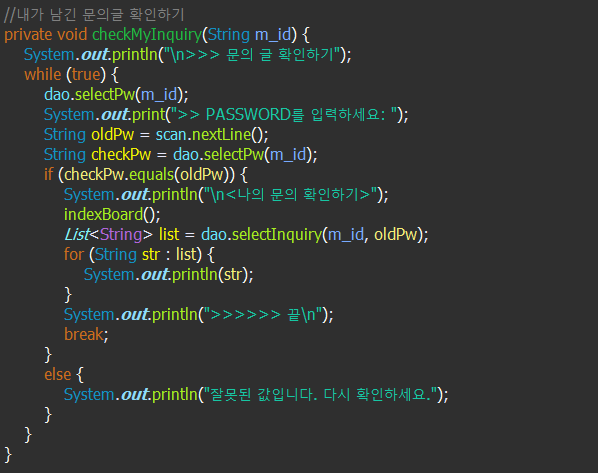 //내가 남긴 문의글 확인하기
private void checkMyInquiry(String m_id) {
System.out.println("\n>>> 문의 글 확인하기");
while (true) {
dao.selectPw(m_id);
System.out.print(">> PASSWORD를 입력하세요: ");
String oldPw = scan.nextLine();
String checkPw = dao.selectPw(m_id);
if (checkPw.equals(oldPw)) {
System.out.println("\n<나의 문의 확인하기>");
indexBoard();
List<String> list = dao.selectInquiry(m_id, oldPw);
for (String str : list) {
System.out.println(str);
}
System.out.println(">>>>>> 끝\n");
break;
}
else {
System.out.println("잘못된 값입니다. 다시 확인하세요.");
}
}
}